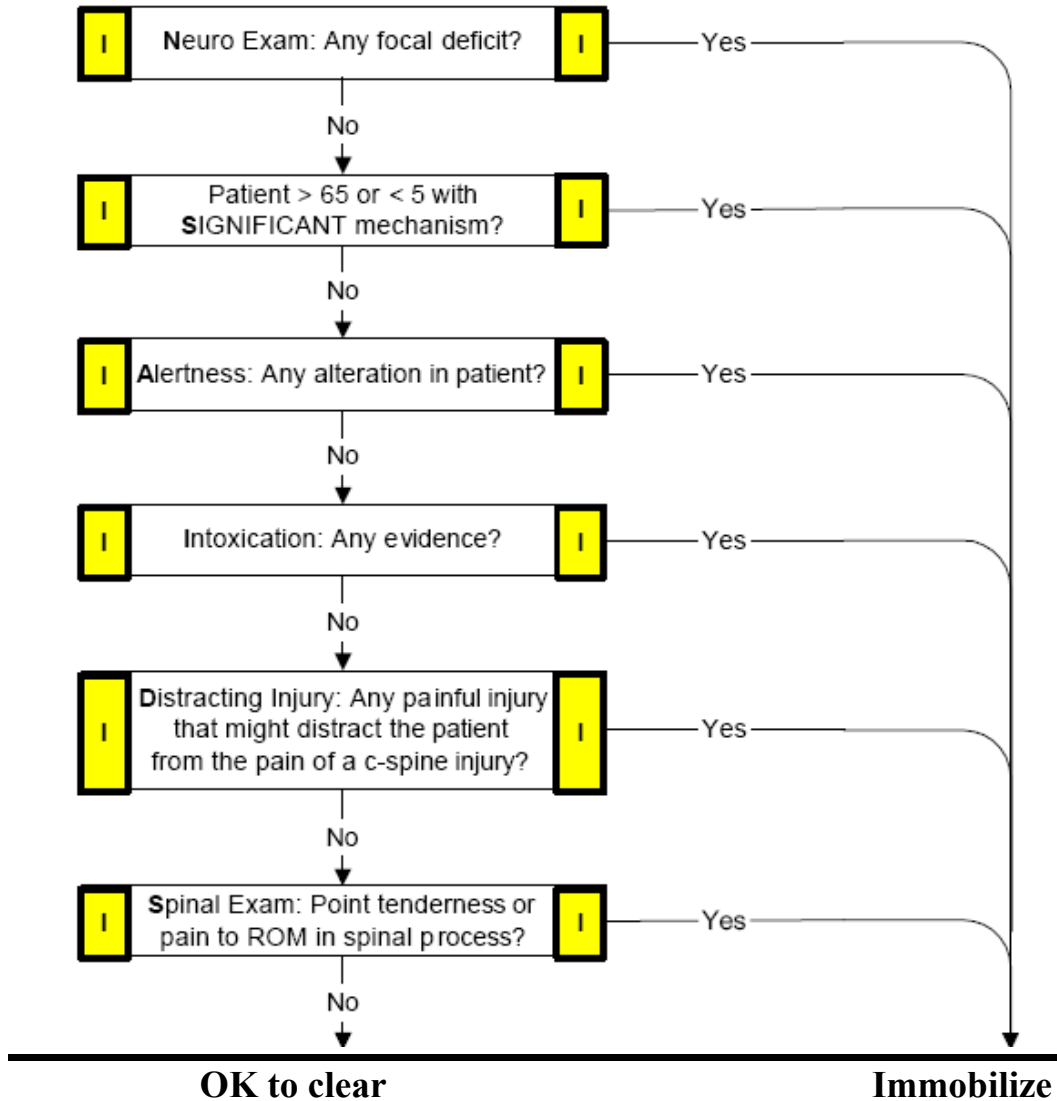 I Neuro Exam: Any focal deficit? I Yes
No
Patient > 65 or < 5 with
I SIGNIFICANT mechanism? I Yes
No
I Alertness: Any alteration in patient? I Yes
No
I Intoxication: Any evidence? I Yes
No
Distracting Injury: Any painful injury
I that might distract the patient I Yes
from the pain of a c-spine injury?
No
Spinal Exam: Point tenderness or
I pain to ROM in spinal process? I Yes
No
OK to clear Immobilize